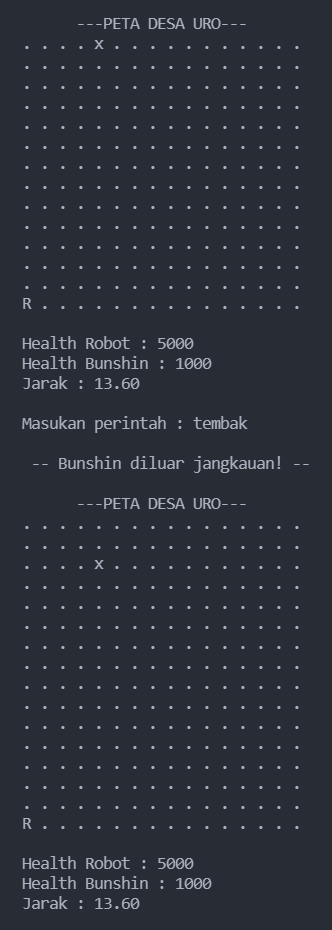 ---PETA DESA URO---
. . . . x . . . . . . . . . . .
. . . . . . . . . . . . . . . .
. . . . . . . . . . . . . . . .
. . . . . . . . . . . . . . . .
. . . . . . . . . . . . . . . .
. . . . . . . . . . . . . . . .
. . . . . . . . . . . . . . . .
. . . . . . . . . . . . . . . .
. . . . . . . . . . . . . . . .
. . . . . . . . . . . . . . . .
. . . . . . . . . . . . . . . .
. . . . . . . . . . . . . . . .
. . . . . . . . . . . . . . . .
R . . . . . . . . . . . . . . .
Health Robot : 5000
Health Bunshin : 1000
Jarak : 13.60
Masukan perintah : tembak
-- Bunshin diluar jangkauan! --
---PETA DESA URO---
. . . . . . . . . . . . . . . .
. . . . . . . . . . . . . . . .
. . . . x . . . . . . . . . . .
. . . . . . . . . . . . . . . .
. . . . . . . . . . . . . . . .
. . . . . . . . . . . . . . . .
. . . . . . . . . . . . . . . .
. . . . . . . . . . . . . . . .
. . . . . . . . . . . . . . . .
. . . . . . . . . . . . . . . .
. . . . . . . . . . . . . . . .
. . . . . . . . . . . . . . . .
. . . . . . . . . . . . . . . .
. . . . . . . . . . . . . . . .
. . . . . . . . . . . . . . . .
R . . . . . . . . . . . . . . .
Health Robot : 5000
Health Bunshin : 1000
Jarak : 13.60